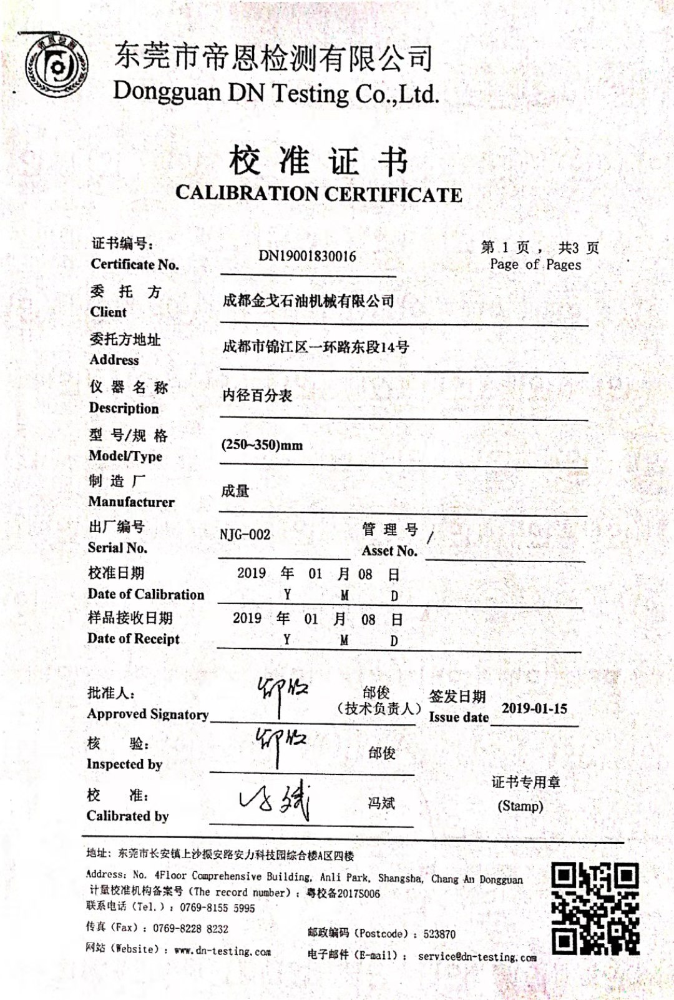 东莞市帝恩检测有限公司
Dongguan DN Testing Co.,Ltd.
校 准 证 书
CALIBRATION CERTIFICATE
证书编号: DN19001830016 第 1 页 , 共3 页
Certificate No. Page of Pages
委 托 方 成都金戈石油机械有限公司
Client
委托方地址 成都市锦江区一环路东段14号
Address
仪 器 名 称 内径百分表
Description
型 号/规 格 (250~350)mm
Model/Type
制 造 厂 成量
Manufacturer
出厂编号 NJG-002 管 理 号 /
Serial No. Asset No.
校准日期 2019 年 01 月 08 日
Date of Calibration Y M D
样品接收日期 2019 年 01 月 08 日
Date of Receipt Y M D
批准人: 邰俊 签发日期 2019-01-15
Approved Signatory (技术负责人) Issue date
核 验: 邰俊
Inspected by
校 准: 冯斌 证书专用章
Calibrated by (Stamp)
地址: 东莞市长安镇上沙振安路安力科技园综合楼A区四楼
Address: No. 4Floor Comprehensive Building, Anli Park, Shangsha, Chang An Dongguan
计量校准机构备案号 (The record number) : 粤校备2017S006
联系电话 (Tel.) : 0769-8155 5995
传真 (Fax) : 0769-8228 8232 邮政编码 (Postcode) : 523870
网站 (Website) : www.dn-testing.com 电子邮件 (E-mail) : service@dn-testing.com